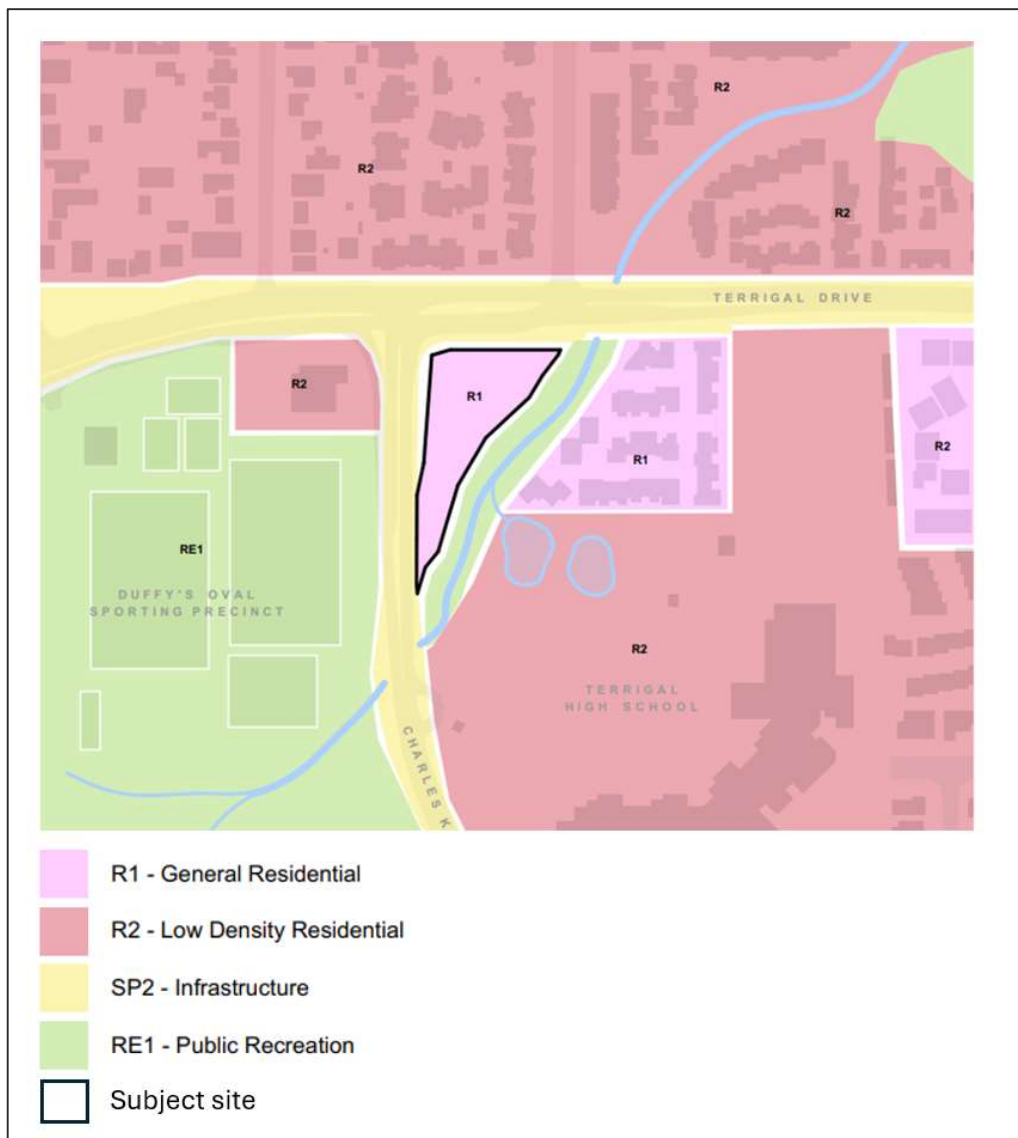 R2
R2
R2
TERRIGAL DRIVE
R2
R1
R1
R2
RE1
DUFFY'S OVAL
SPORTING PRECINCT
R2
TERRIGAL
HIGH SCHOOL
CHARLES K
R1 - General Residential
R2 - Low Density Residential
SP2 - Infrastructure
RE1 - Public Recreation
Subject site